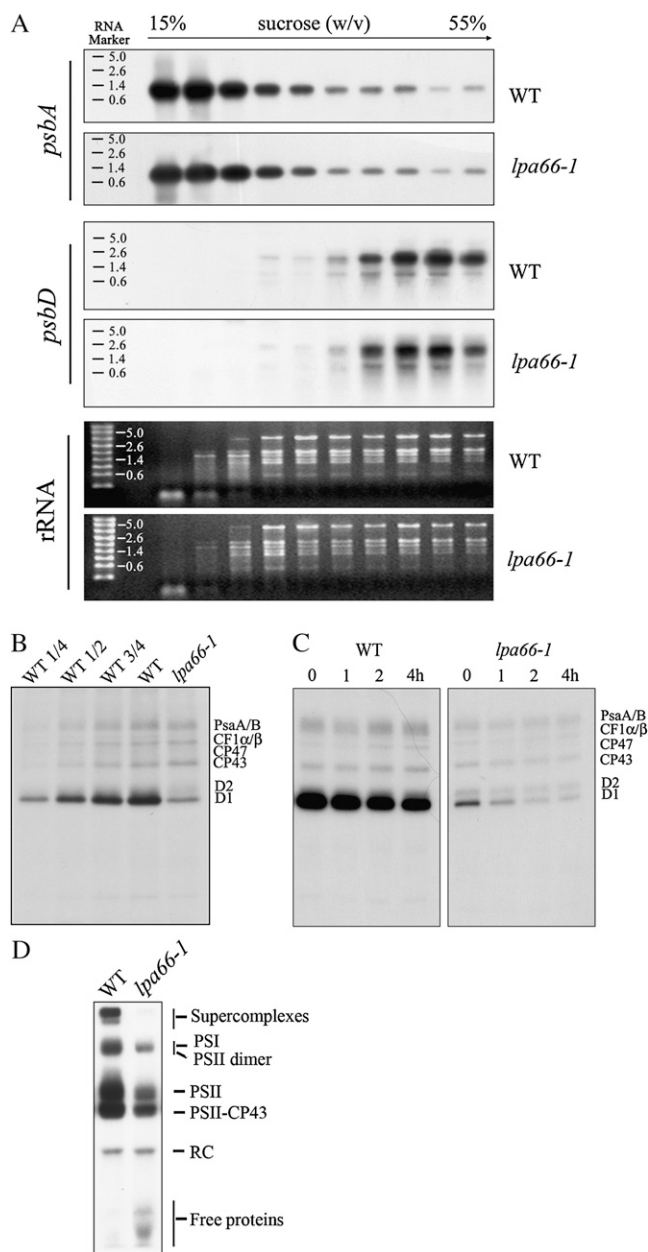 A
RNA Marker
15% sucrose (w/v) 55%
psbA
5.0
2.6
1.4
0.6
WT
5.0
2.6
1.4
0.6
lpa66-1
psbD
5.0
2.6
1.4
0.6
WT
5.0
2.6
1.4
0.6
lpa66-1
rRNA
5.0
2.6
1.4
0.6
WT
5.0
2.6
1.4
0.6
lpa66-1
B
WT 1/4 WT 1/2 WT 3/4 WT lpa66-1
PsaA/B
CF1α/β
CP47
CP43
D2
D1
C
WT lpa66-1
0 1 2 4h 0 1 2 4h
PsaA/B
CF1α/β
CP47
CP43
D2
D1
D
WT lpa66-1
Supercomplexes
PSI
PSII dimer
PSII
PSII-CP43
RC
Free proteins